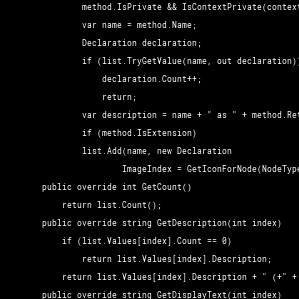 method.IsPrivate && IsContextPrivate(context
var name = method.Name;
Declaration declaration;
if (list.TryGetValue(name, out declaration))
declaration.Count++;
return;
var description = name + " as " + method.Ret
if (method.IsExtension)
list.Add(name, new Declaration
ImageIndex = GetIconForNode(NodeType
public override int GetCount()
return list.Count();
public override string GetDescription(int index)
if (list.Values[index].Count == 0)
return list.Values[index].Description;
return list.Values[index].Description + " (+" +
public override string GetDisplayText(int index)